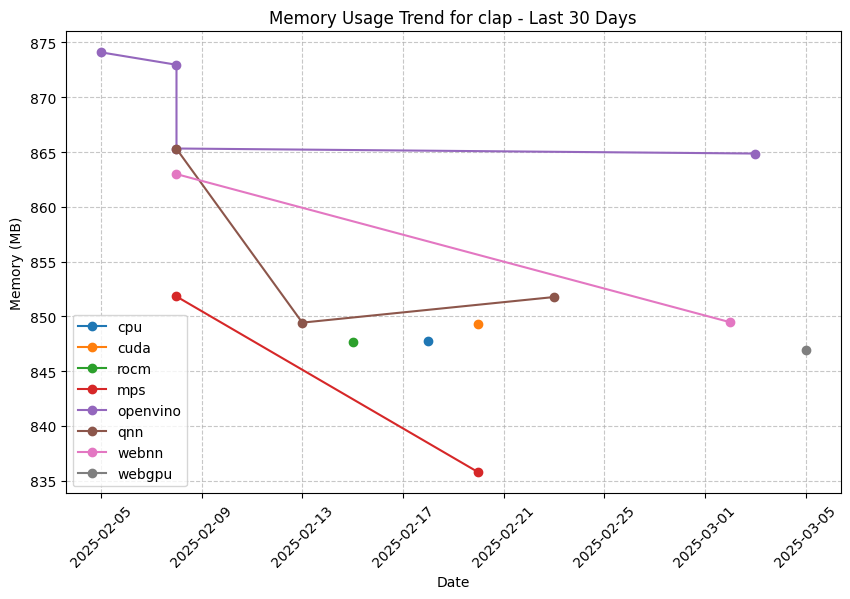 Memory Usage Trend for clap - Last 30 Days
Memory (MB)
875
870
865
860
855
850
845
840
835
cpu
cuda
rocm
mps
openvino
qnn
webnn
webgpu
2025-02-05
2025-02-09
2025-02-13
2025-02-17
2025-02-21
2025-02-25
2025-03-01
2025-03-05
Date